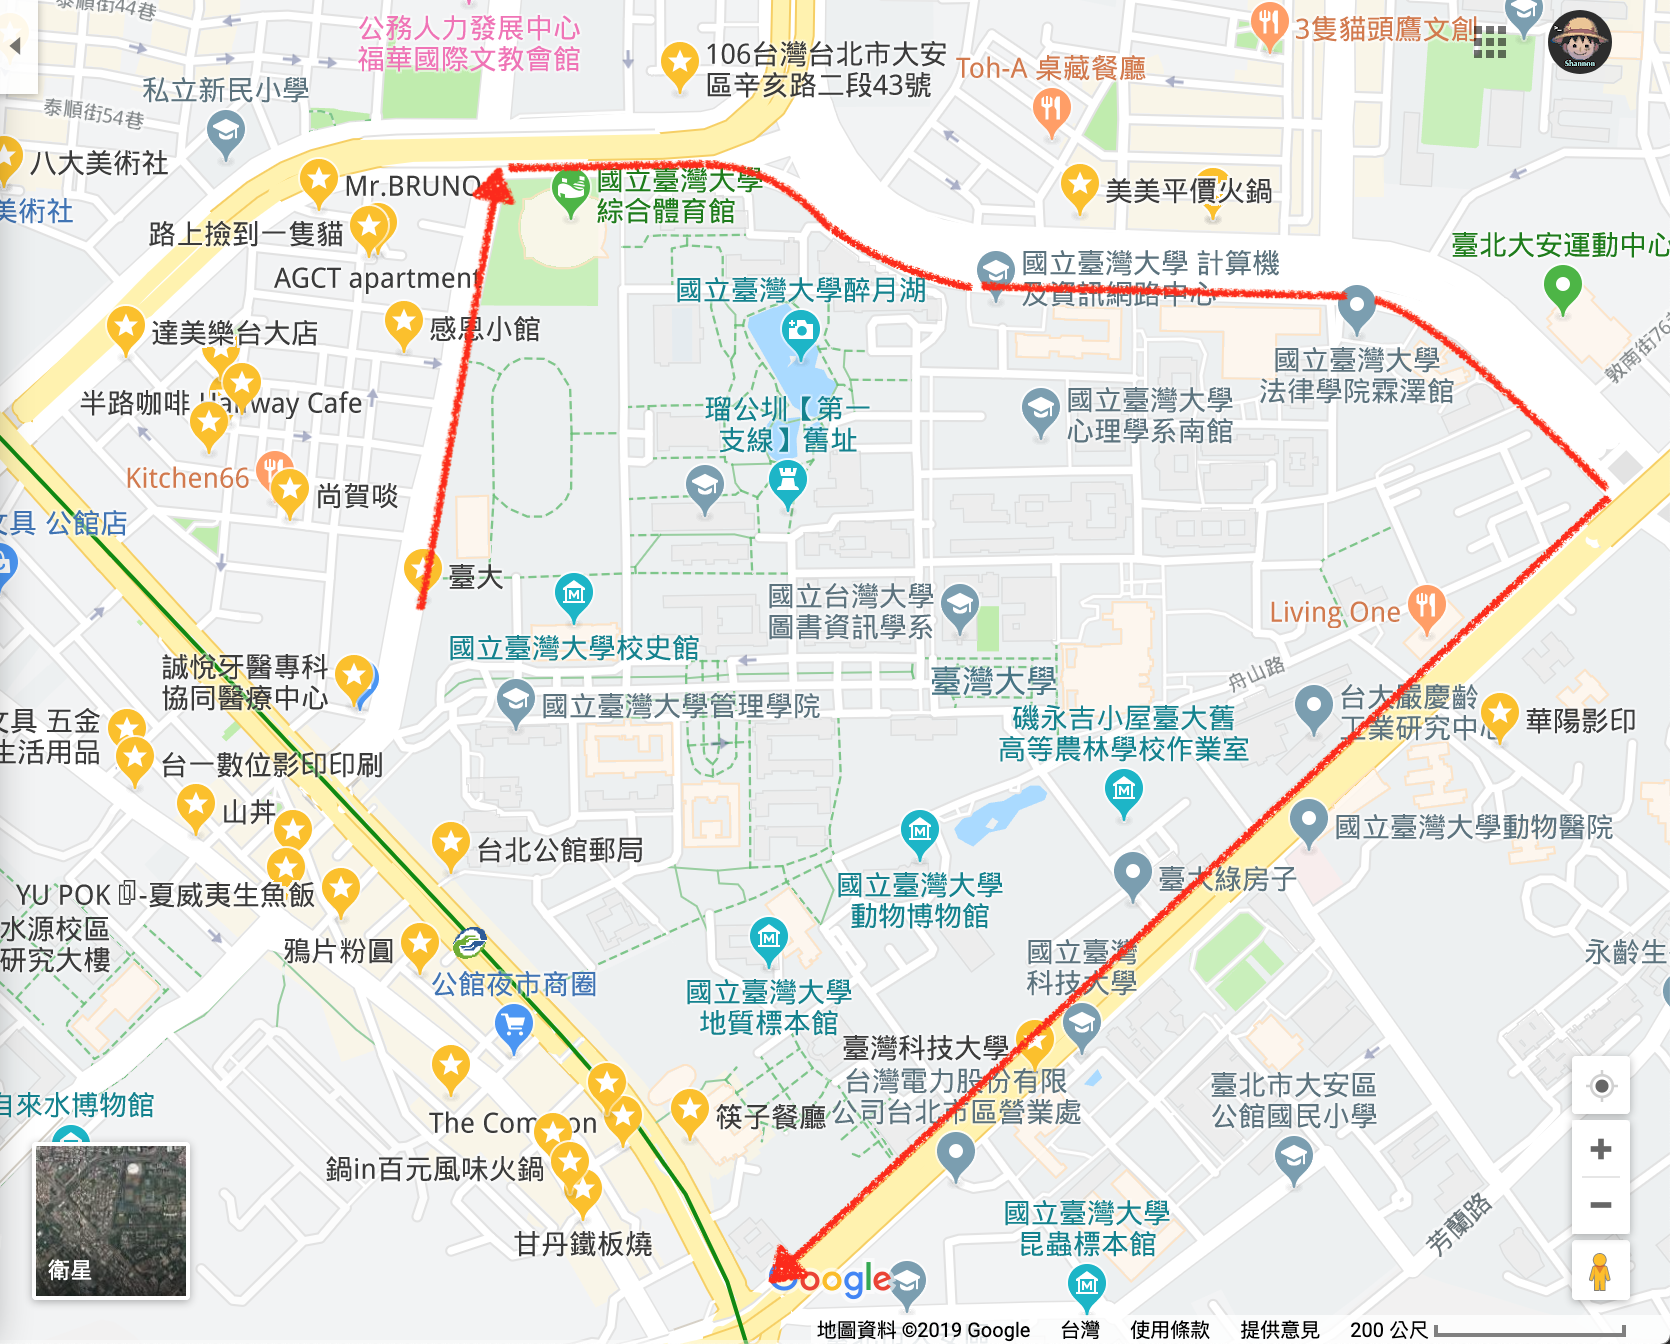 泰順街44巷
公務人力發展中心
福華國際文教會館
106台灣台北市大安
區辛亥路二段43號
Toh-A 桌藏餐廳
3隻貓頭鷹文創
Shannon
私立新民小學
泰順街54巷
八大美術社
美術社
Mr.BRUNO
國立臺灣大學
綜合體育館
美美平價火鍋
路上撿到一隻貓
AGCT apartment
國立臺灣大學 計算機
及資訊網路中心
臺北大安運動中心
國立臺灣大學醉月湖
達美樂台大店
感恩小館
敦南街76巷
國立臺灣大學
法律學院霖澤館
半路咖啡 Halfway Cafe
瑠公圳【第一
支線】舊址
國立臺灣大學
心理學系南館
Kitchen66
尚賀啖
文具 公館店
臺大
國立台灣大學
圖書資訊學系
Living One
國立臺灣大學校史館
誠悅牙醫專科
協同醫療中心
臺灣大學
舟山路
國立臺灣大學管理學院
台大嚴慶齡
工業研究中心
華陽影印
文具 五金
生活用品
磯永吉小屋臺大舊
高等農林學校作業室
台一數位影印印刷
山丼
台北公館郵局
國立臺灣大學動物醫院
臺大綠房子
YU POK -夏威夷生魚飯
國立臺灣大學
動物博物館
水源校區
研究大樓
鴉片粉圓
國立臺灣
科技大學
永齡生
公館夜市商圈
國立臺灣大學
地質標本館
臺灣科技大學
台灣電力股份有限
公司台北市區營業處
臺北市大安區
公館國民小學
自來水博物館
The Common
筷子餐廳
鍋in百元風味火鍋
國立臺灣大學
昆蟲標本館
芳蘭路
甘丹鐵板燒
衛星
Google
地圖資料 ©2019 Google
台灣
使用條款
提供意見
200 公尺